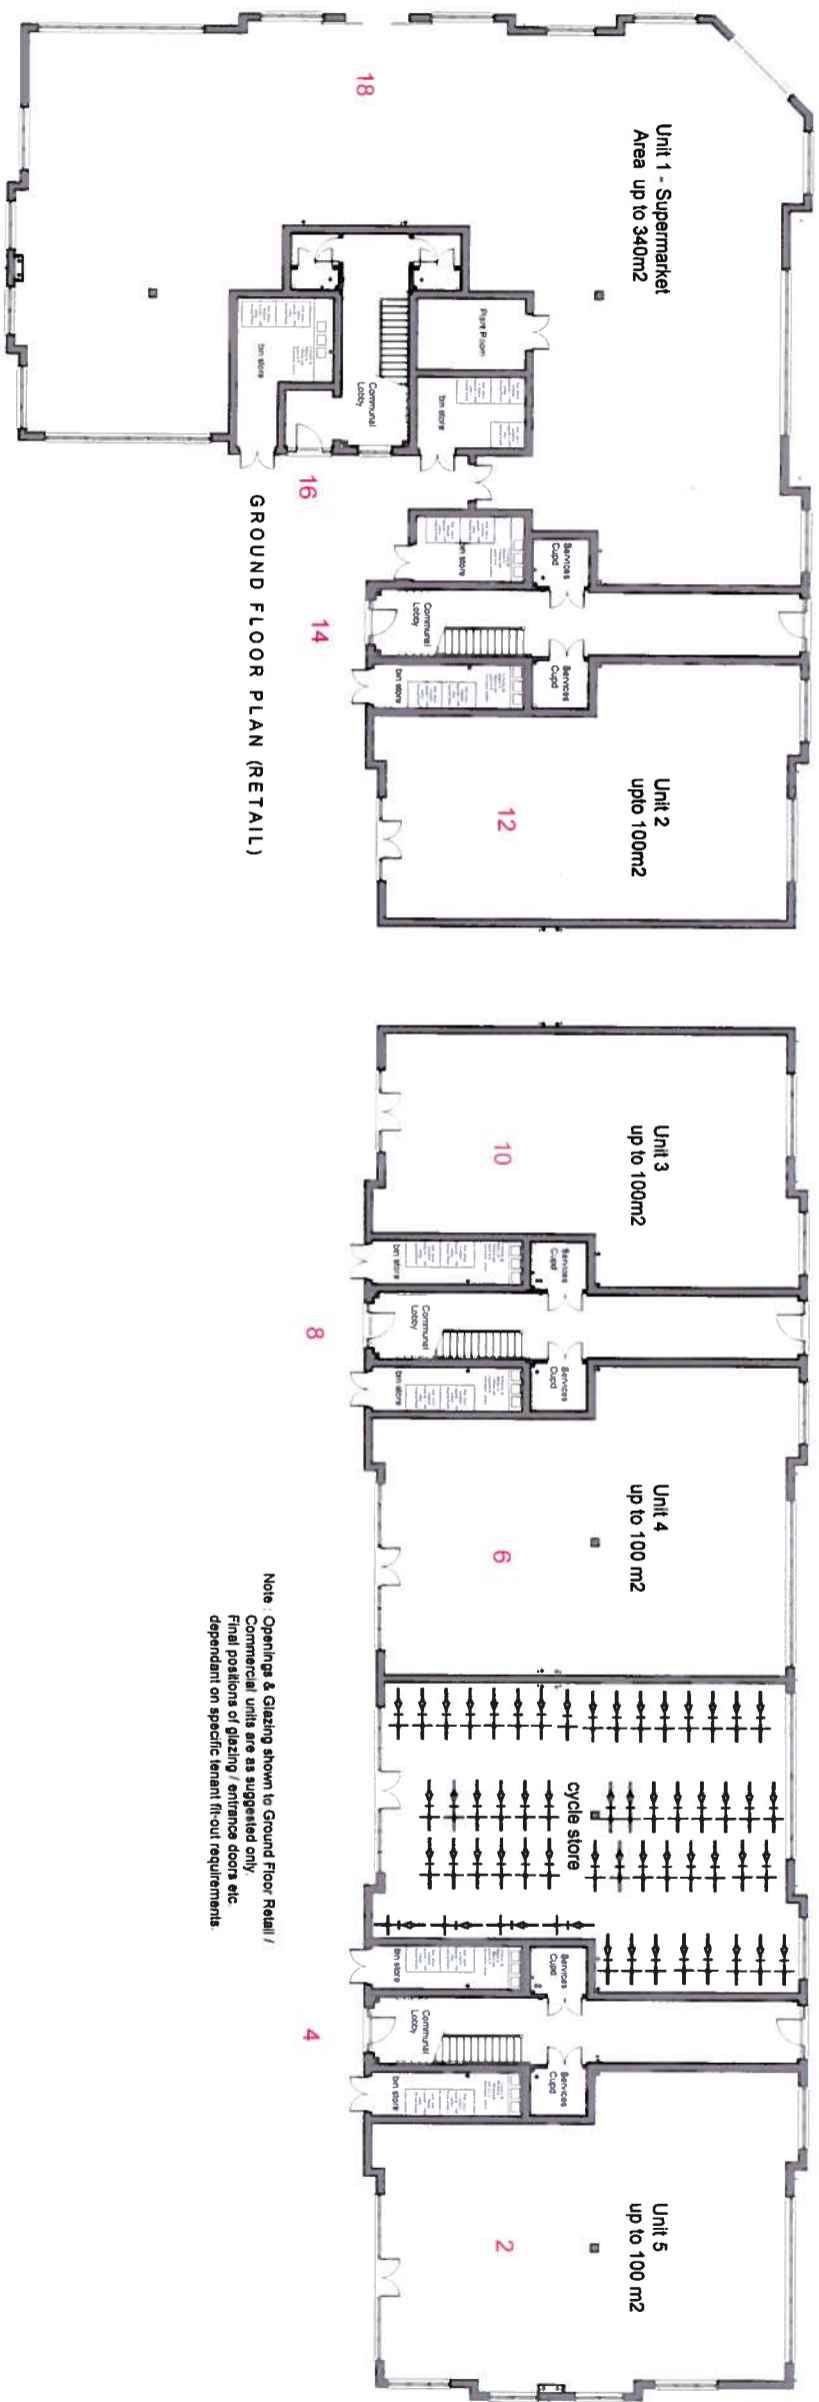 Unit 1 - Supermarket
Area up to 340m2
18
Plant Room
bin store
Communal
Lobby
bin store
16
GROUND FLOOR PLAN (RETAIL)
Services
Cupd
bin store
Communal
Lobby
14
Services
Cupd
bin store
Unit 2
upto 100m2
12
Unit 3
up to 100m2
10
Services
Cupd
bin store
Communal
Lobby
8
Services
Cupd
bin store
Unit 4
up to 100 m2
6
cycle store
Note : Openings & Glazing shown to Ground Floor Retail /
Commercial units are as suggested only.
Final positions of glazing / entrance doors etc.
dependant on specific tenant fit-out requirements.
Services
Cupd
bin store
Communal
Lobby
4
Services
Cupd
bin store
Unit 5
up to 100 m2
2